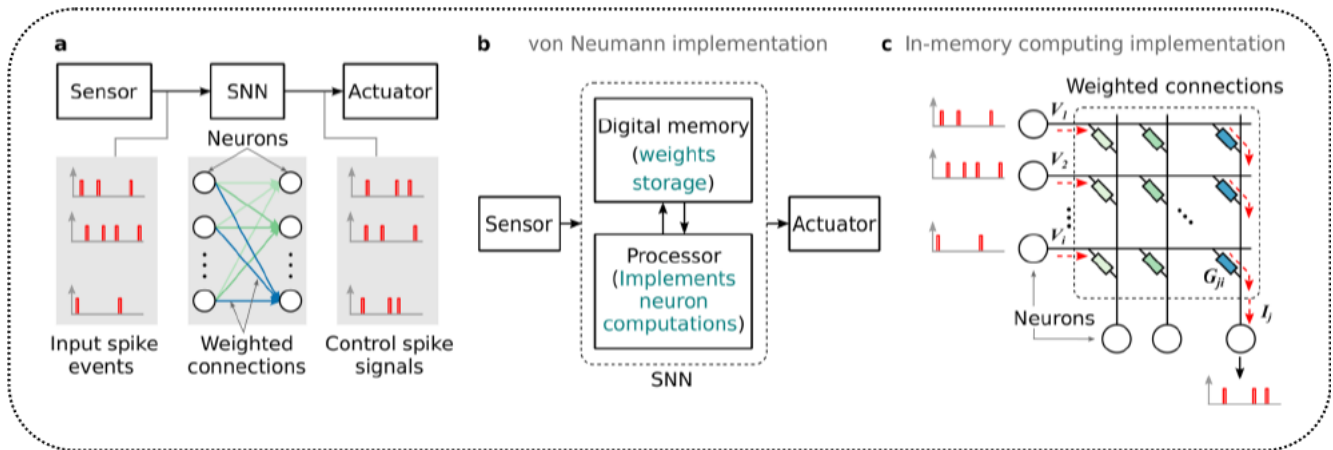 a
Sensor
SNN
Actuator
Neurons
Input spike
events
Weighted
connections
Control spike
signals
b von Neumann implementation
Digital memory
(weights
storage)
Sensor
Processor
(Implements
neuron
computations)
Actuator
SNN
c In-memory computing implementation
Weighted connections
V1
V2
Vi
Gji
Neurons
Ij